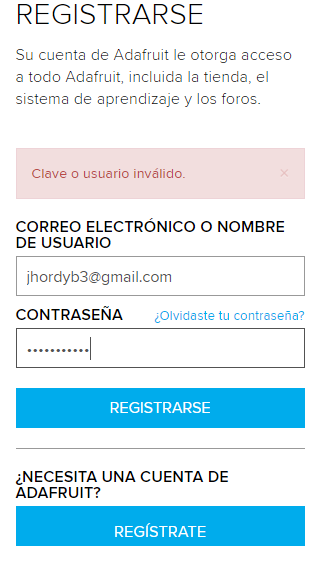 REGISTRARSE
Su cuenta de Adafruit le otorga acceso
a todo Adafruit, incluida la tienda, el
sistema de aprendizaje y los foros.
Clave o usuario inválido. ×
CORREO ELECTRÓNICO O NOMBRE
DE USUARIO
jhordyb3@gmail.com
CONTRASEÑA ¿Olvidaste tu contraseña?
•••••••••••
REGISTRARSE
¿NECESITA UNA CUENTA DE
ADAFRUIT?
REGÍSTRATE